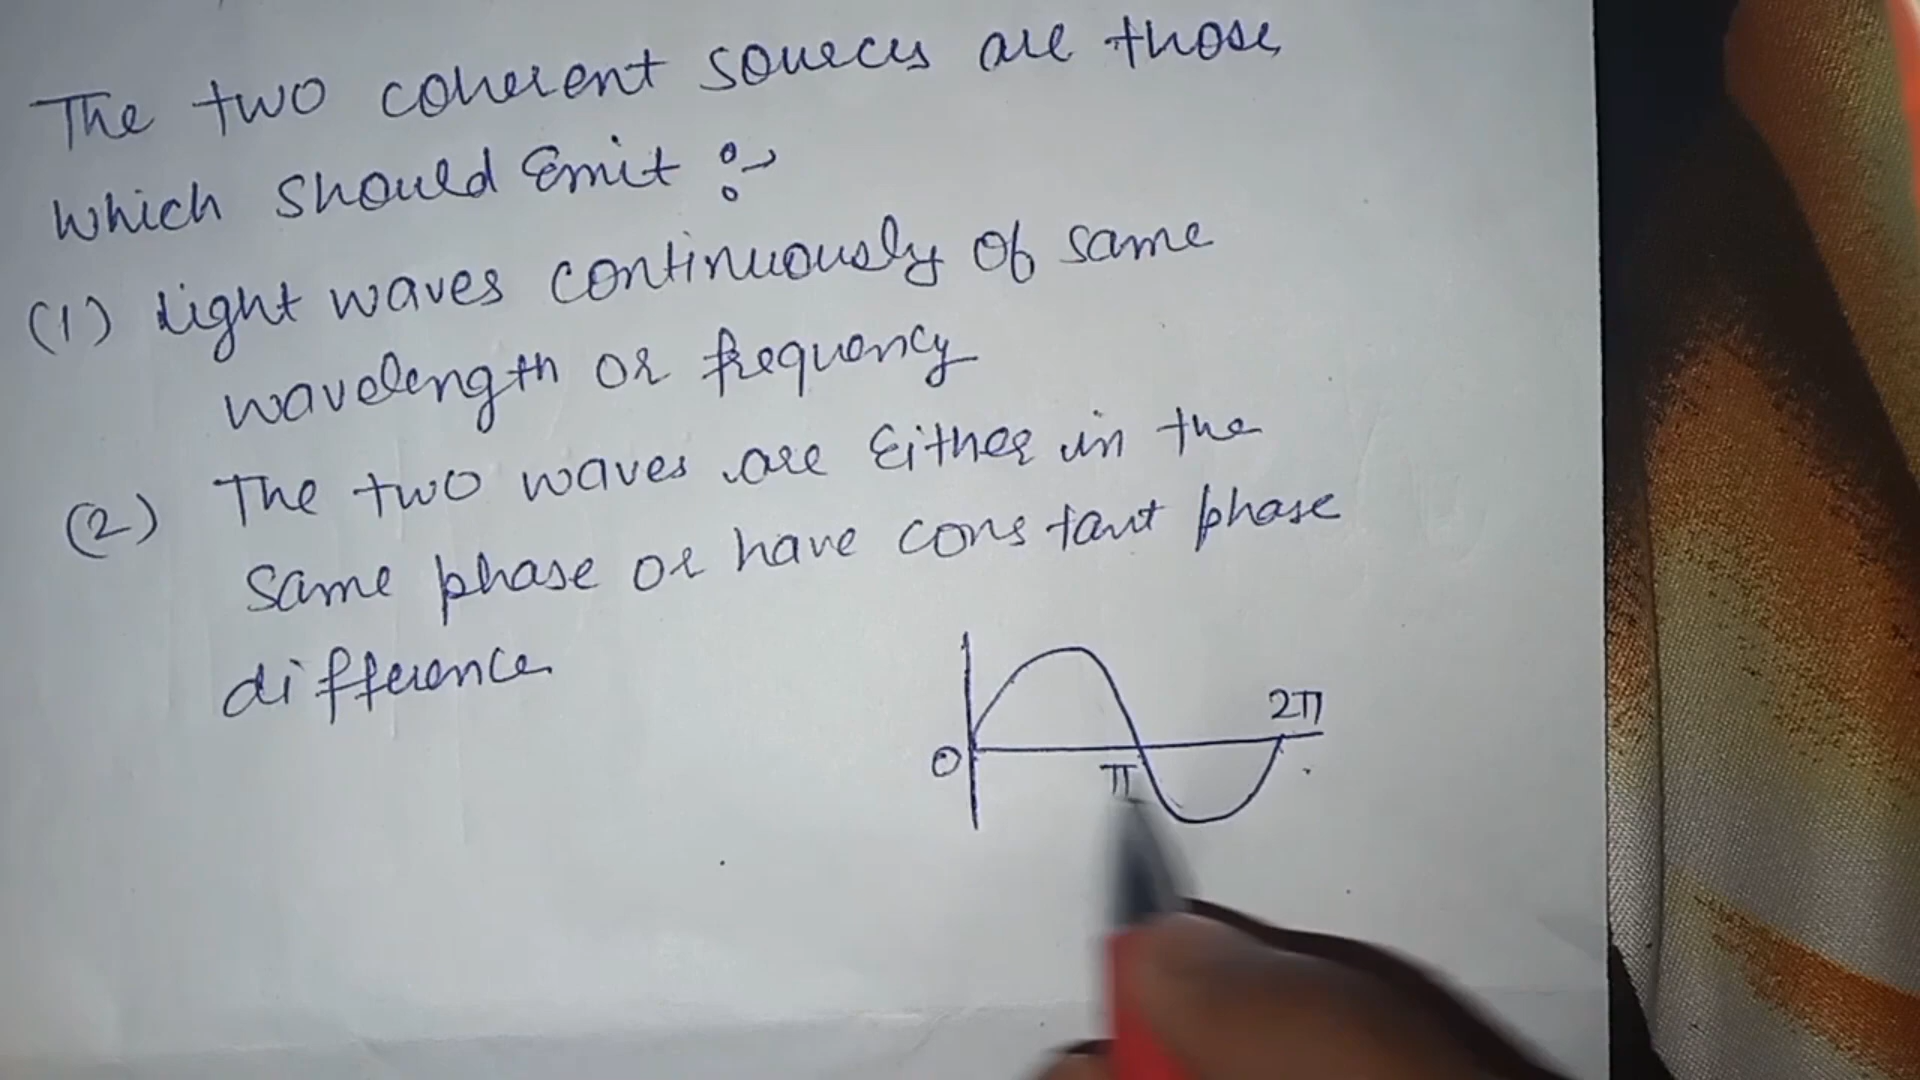 The two coherent sources are those
which should Emit :-
(1) Light waves continuously of same
wavelength or frequency
(2) The two waves are Either in the
same phase or have constant phase
difference
2π
0
π